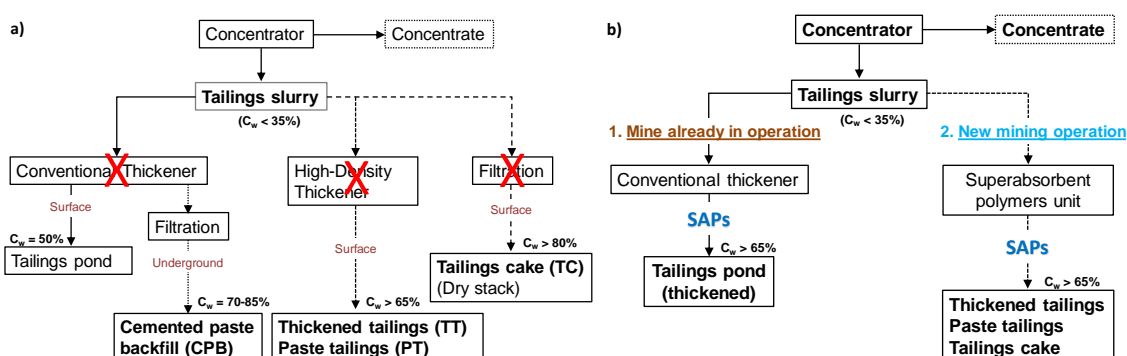 a)
Concentrator
Concentrate
Tailings slurry
(Cw < 35%)
Conventional Thickener
High-Density
Thickener
Filtration
Surface
Filtration
Surface
Surface
Cw = 50%
Tailings pond
Underground
Cw > 80%
Tailings cake (TC)
(Dry stack)
Cw = 70-85%
Cw > 65%
Cemented paste
backfill (CPB)
Thickened tailings (TT)
Paste tailings (PT)
b)
Concentrator
Concentrate
Tailings slurry
(Cw < 35%)
1. Mine already in operation
2. New mining operation
Conventional thickener
Superabsorbent
polymers unit
SAPs
SAPs
Cw > 65%
Tailings pond
(thickened)
Cw > 65%
Thickened tailings
Paste tailings
Tailings cake